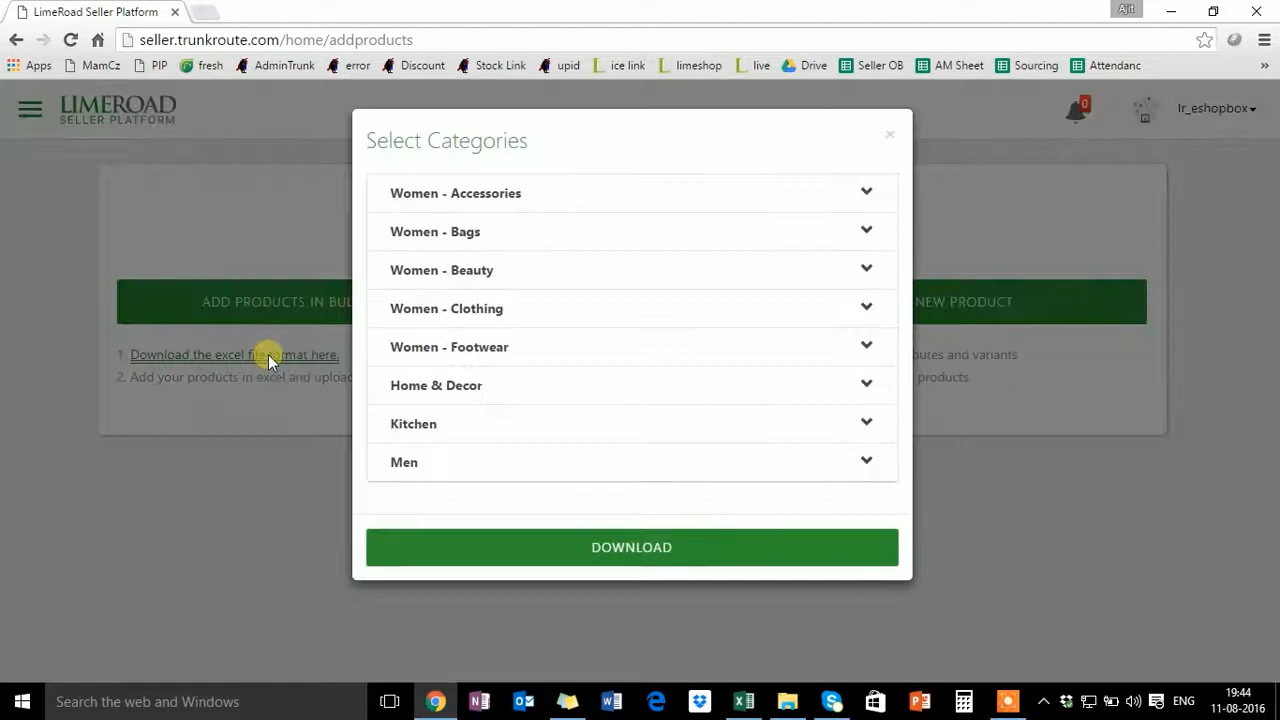 LimeRoad Seller Platform
Ajit
seller.trunkroute.com/home/addproducts
Apps MamCz PIP fresh AdminTrunk error Discount Stock Link upid ice link limeshop live Drive Seller OB AM Sheet Sourcing Attendanc »
LIMEROAD
SELLER PLATFORM
0
lr_eshopbox
Select Categories
×
Women - Accessories
Women - Bags
Women - Beauty
Women - Clothing
Women - Footwear
Home & Decor
Kitchen
Men
DOWNLOAD
ADD PRODUCTS IN BUL
NEW PRODUCT
1. Download the excel file format here.
2. Add your products in excel and uploa
butes and variants
products.
Search the web and Windows
ENG
19:44
11-08-2016